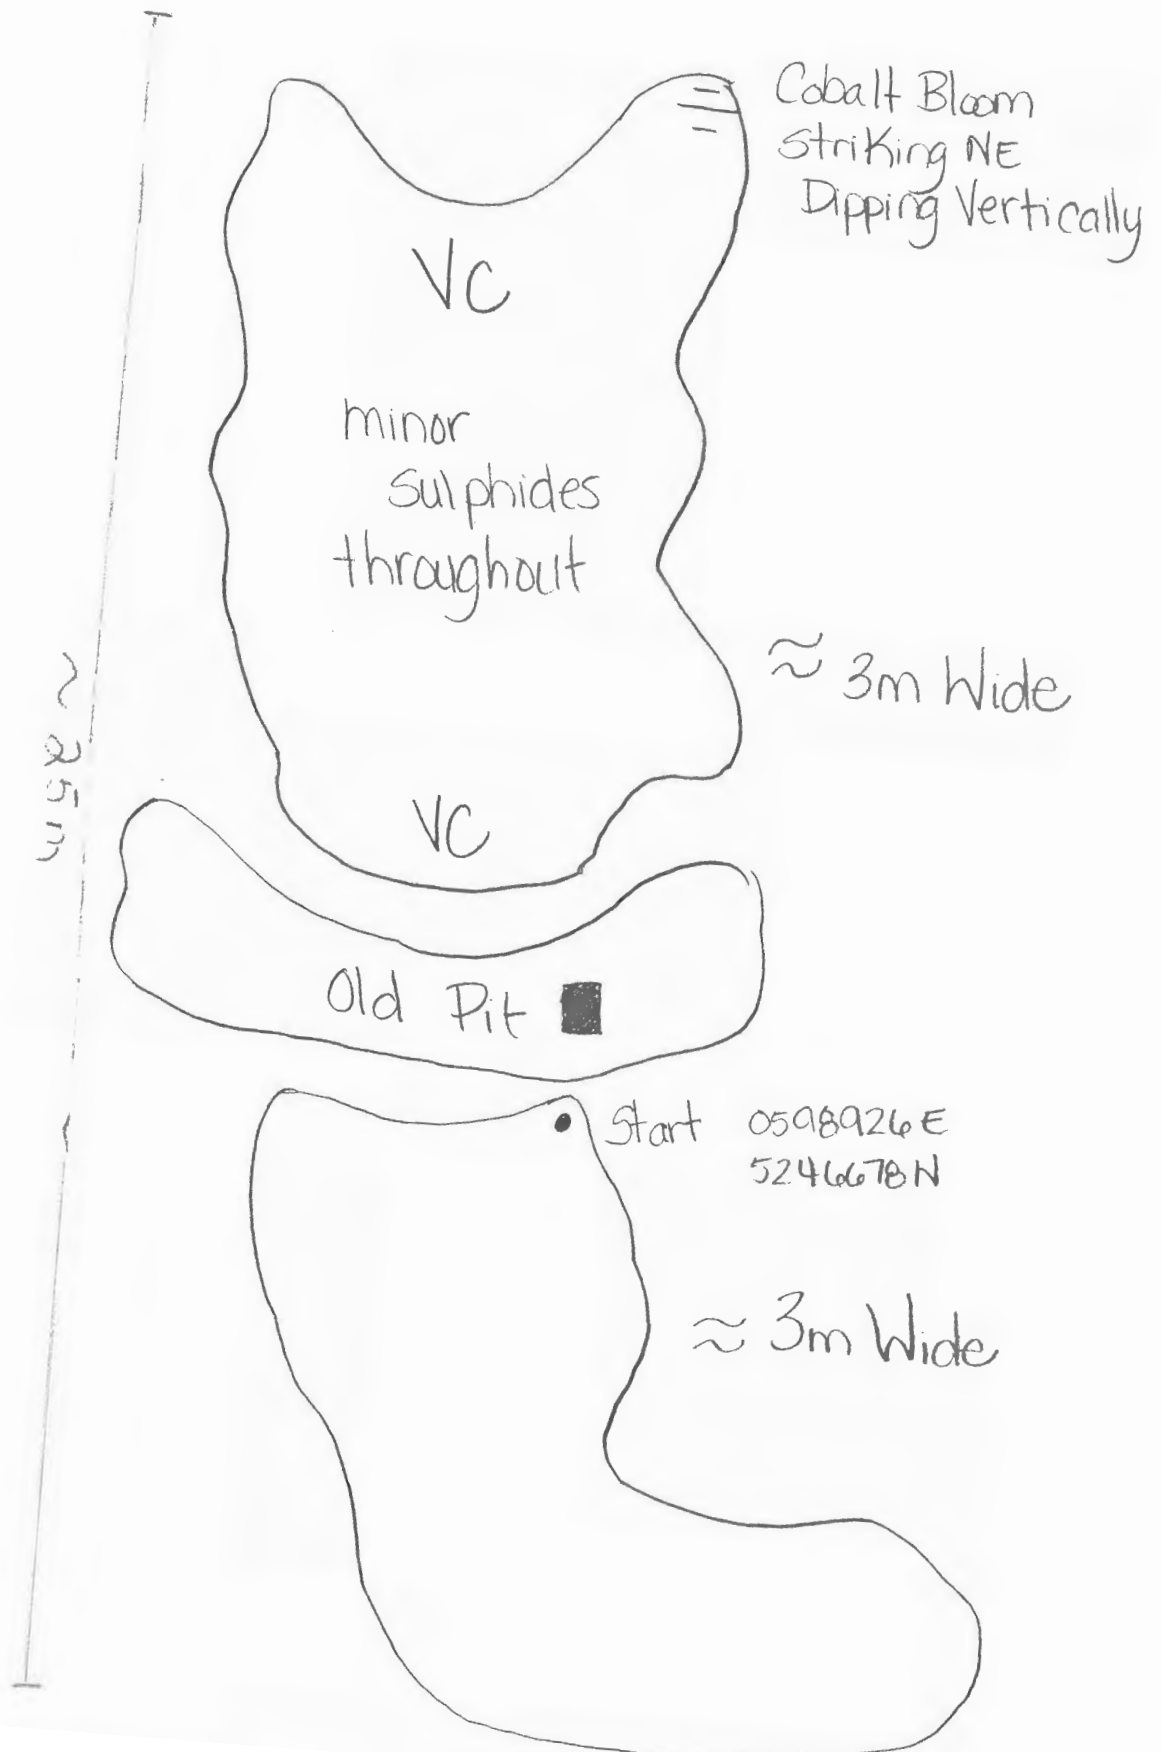 Cobalt Bloom
Striking NE
Dipping Vertically
VC
minor
sulphides
throughout
≈ 3m Wide
~ 25m
VC
Old Pit
Start 0598926E
5246678N
≈ 3m Wide